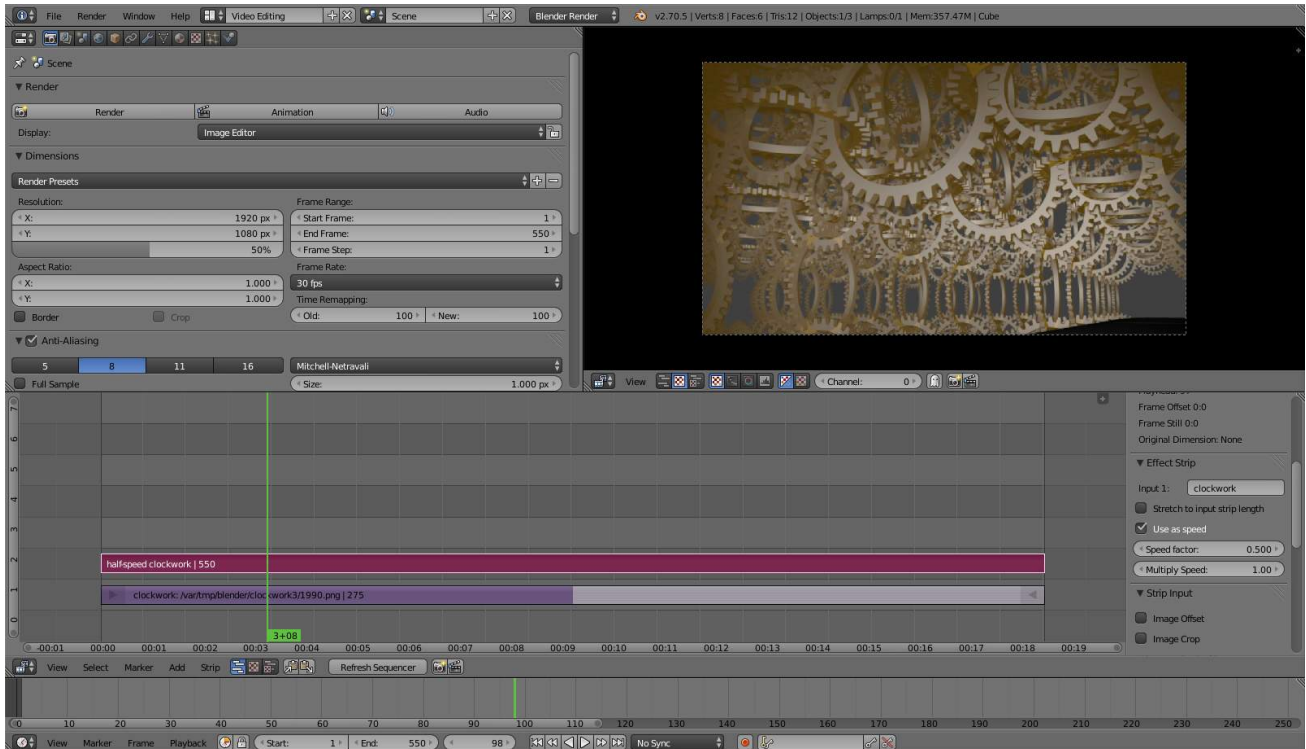 File Render Window Help Video Editing Scene Blender Render v2.70.5 | Verts:8 | Faces:6 | Tris:12 | Objects:1/3 | Lamps:0/1 | Mem:357.47M | Cube
Scene
Render
Render Animation Audio
Display: Image Editor
Dimensions
Render Presets
Resolution: Frame Range:
X: 1920 px Start Frame: 1
Y: 1080 px End Frame: 550
50% Frame Step: 1
Aspect Ratio: Frame Rate:
X: 1.000 30 fps
Y: 1.000 Time Remapping:
Border Crop Old: 100 New: 100
Anti-Aliasing
5 8 11 16 Mitchell-Netravali
Full Sample Size: 1.000 px
View Channel: 0
Frame Offset 0:0
Frame Still 0:0
Original Dimension: None
Effect Strip
Input 1: clockwork
Stretch to input strip length
Use as speed
Speed factor: 0.500
Multiply Speed: 1.00
Strip Input
Image Offset
Image Crop
7
6
5
4
3
2
1
0
half-speed clockwork | 550
clockwork: /var/tmp/blender/clockwork3/1990.png | 275
3+08
-00:01 00:00 00:01 00:02 00:03 00:04 00:05 00:06 00:07 00:08 00:09 00:10 00:11 00:12 00:13 00:14 00:15 00:16 00:17 00:18 00:19
View Select Marker Add Strip Refresh Sequencer
0 10 20 30 40 50 60 70 80 90 100 110 120 130 140 150 160 170 180 190 200 210 220 230 240 250
View Marker Frame Playback Start: 1 End: 550 98 No Sync